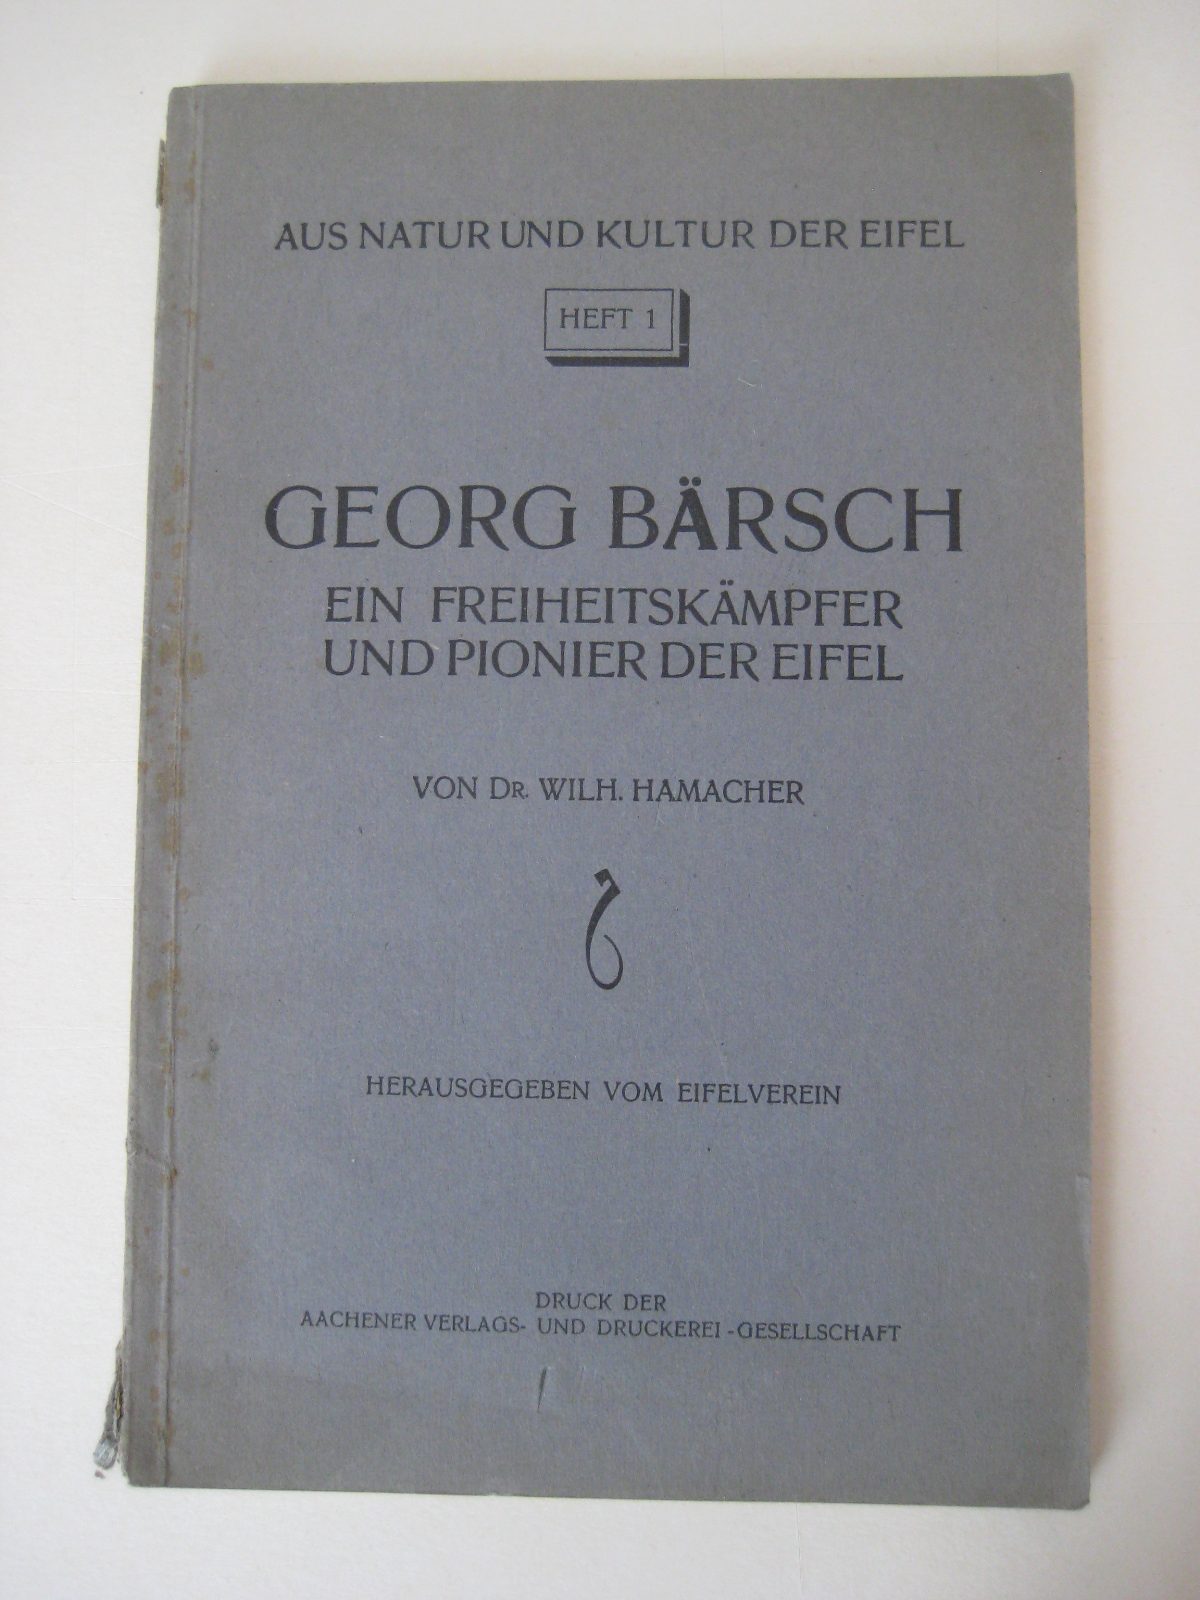 AUS NATUR UND KULTUR DER EIFEL
HEFT 1
GEORG BÄRSCH
EIN FREIHEITSKÄMPFER
UND PIONIER DER EIFEL
VON DR. WILH. HAMACHER
HERAUSGEGEBEN VOM EIFELVEREIN
DRUCK DER
AACHENER VERLAGS- UND DRUCKEREI-GESELLSCHAFT